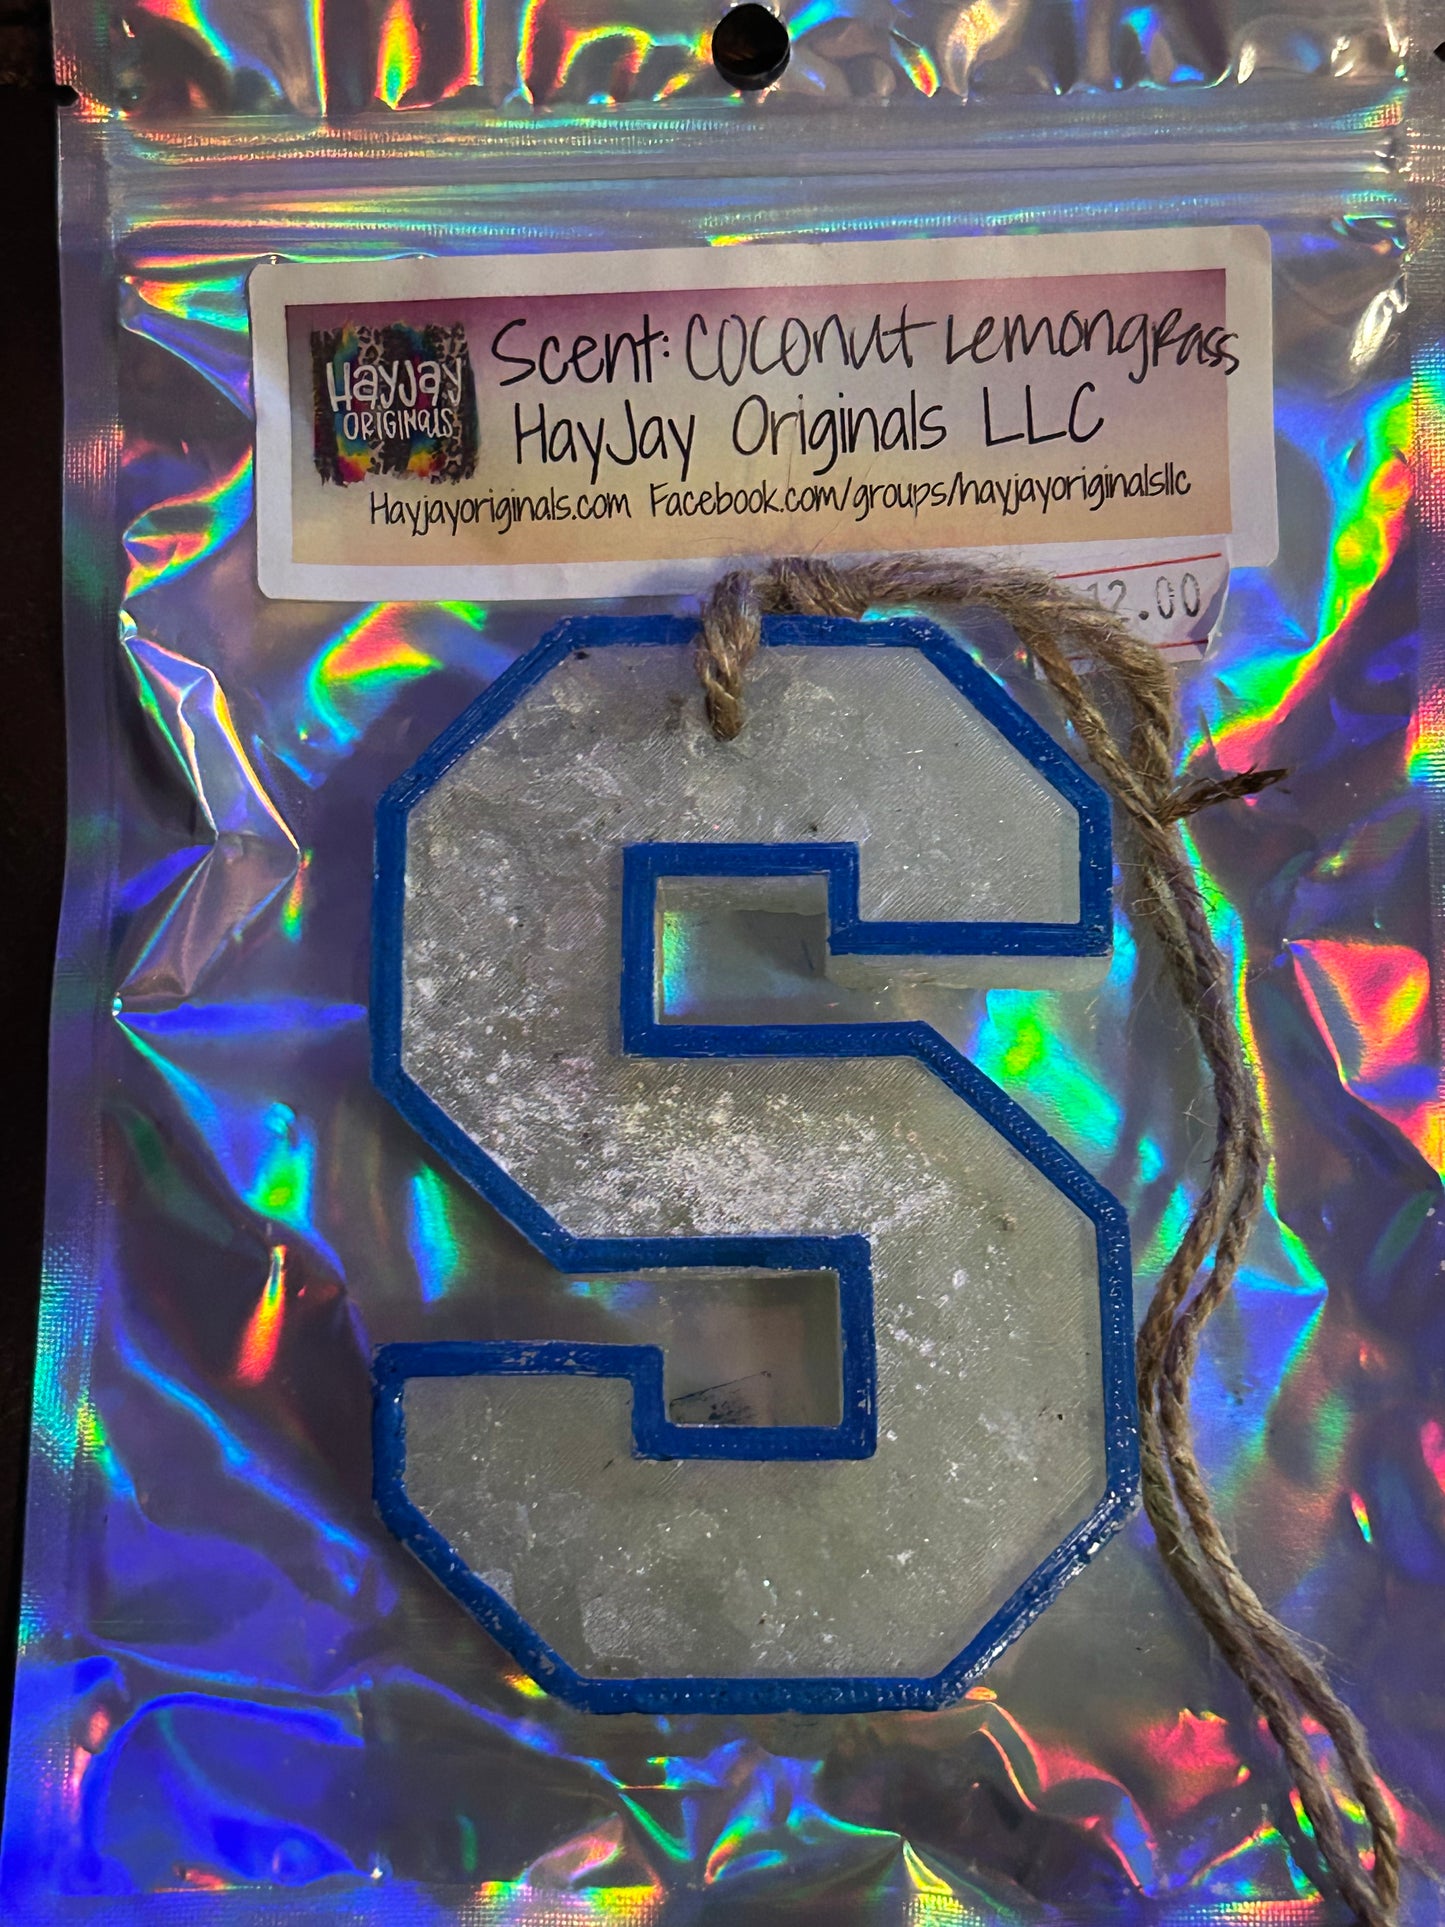 HayJay
ORIGINALS
Scent: Coconut Lemongrass
HayJay Originals LLC
Hayjayoriginals.com Facebook.com/groups/hayjayoriginalsllc
12.00
S